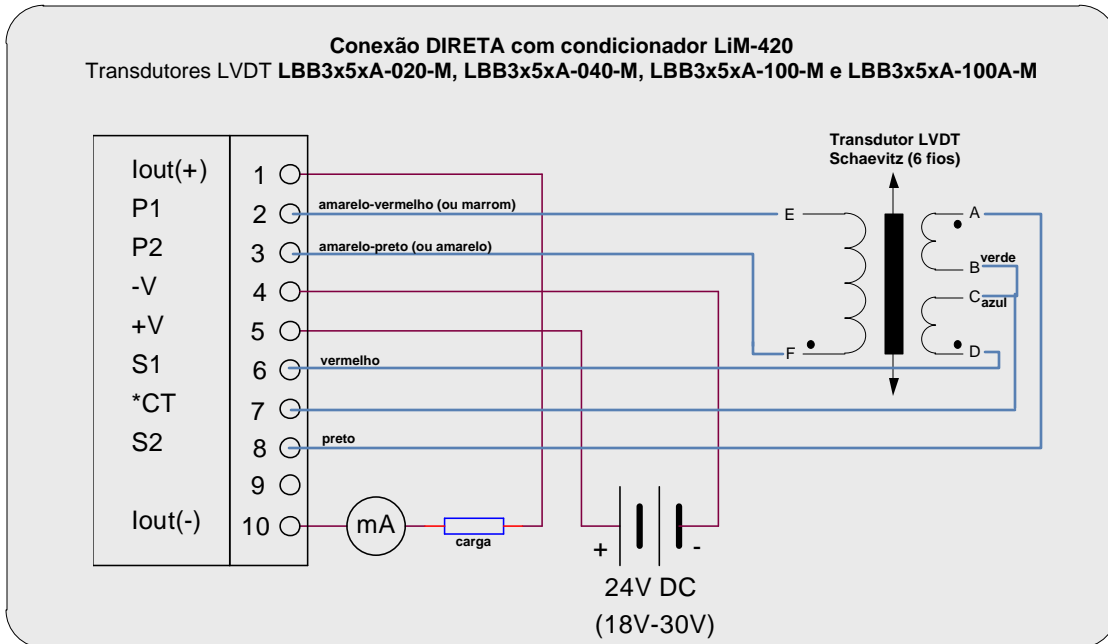 Conexão DIRETA com condicionador LiM-420
Transdutores LVDT LBB3x5xA-020-M, LBB3x5xA-040-M, LBB3x5xA-100-M e LBB3x5xA-100A-M
Transdutor LVDT
Schaevitz (6 fios)
Iout(+) 1
P1 2 amarelo-vermelho (ou marrom) E A
P2 3 amarelo-preto (ou amarelo)
B verde
-V 4
C azul
+V 5
F D
S1 6 vermelho
*CT 7
S2 8 preto
9
Iout(-) 10 mA
carga
+ -
24V DC
(18V-30V)